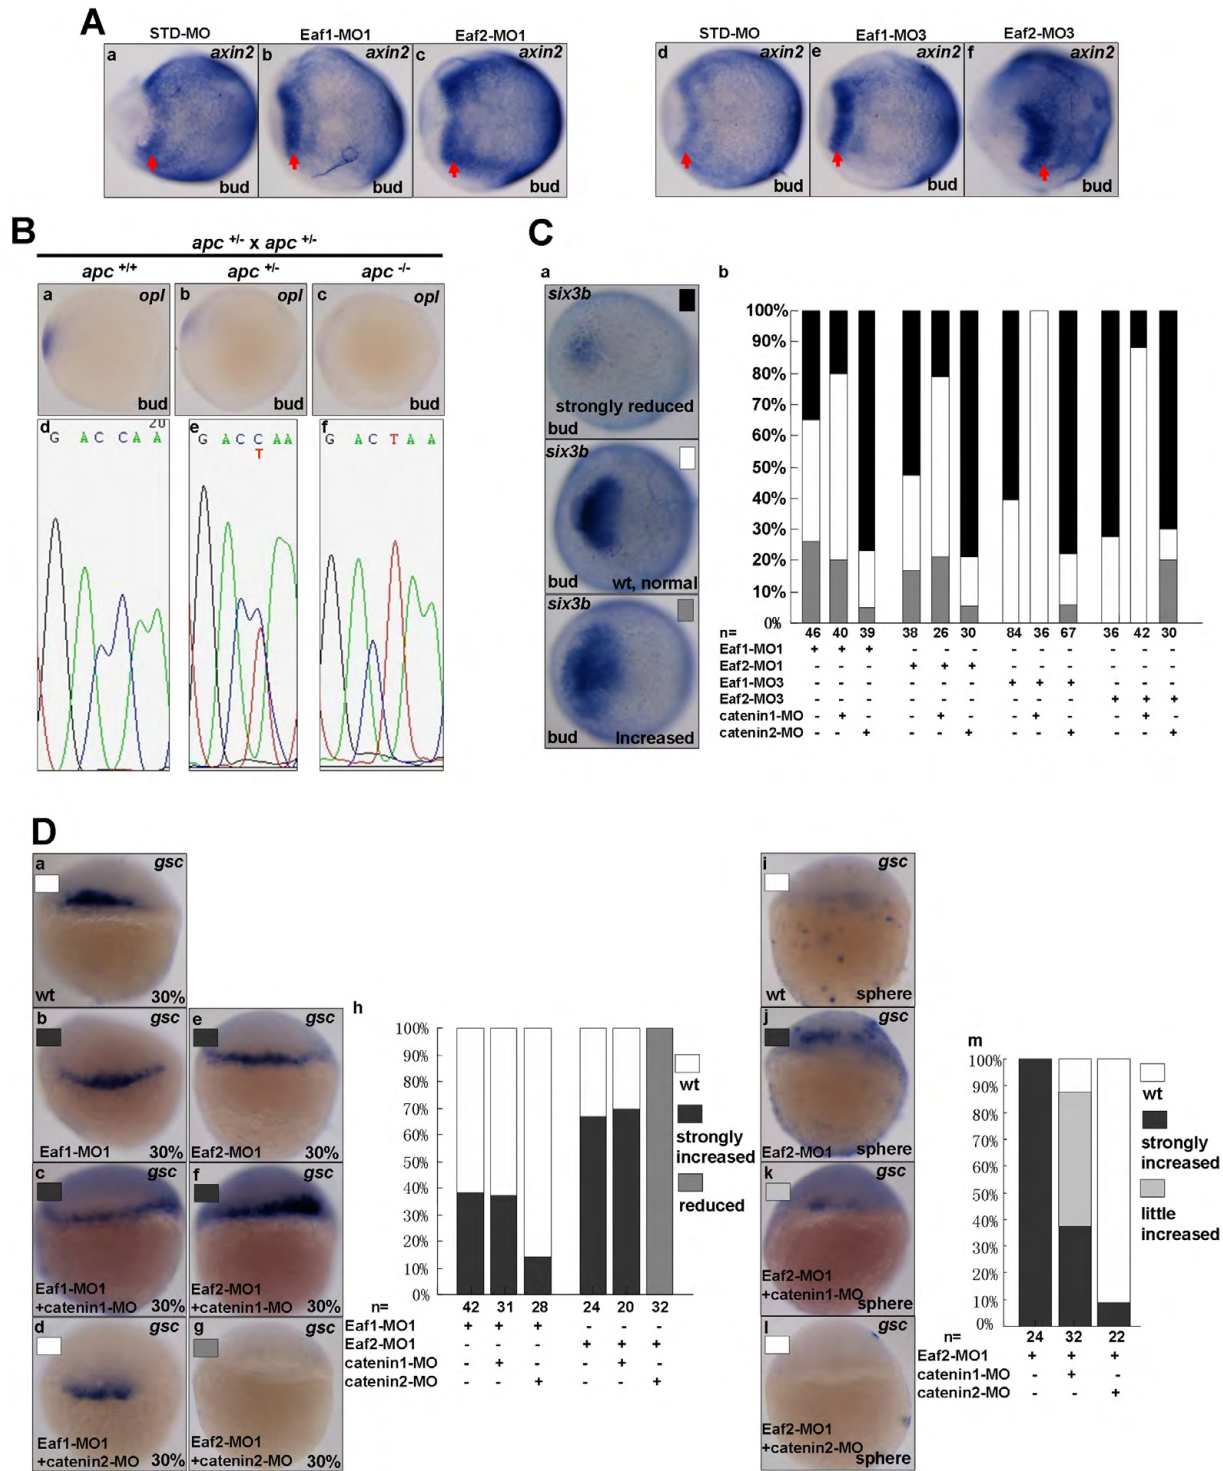 A
STD-MO Eaf1-MO1 Eaf2-MO1 STD-MO Eaf1-MO3 Eaf2-MO3
a axin2 b axin2 c axin2 d axin2 e axin2 f axin2
bud bud bud bud bud bud
B
apc +/- x apc +/-
apc +/+ apc +/- apc -/-
a opl b opl c opl
bud bud bud
d 20 e f
G A C C A A G A C C A A G A C T A A
T
C
a
six3b
strongly reduced
bud
six3b
bud wt, normal
six3b
bud Increased
b
100%
90%
80%
70%
60%
50%
40%
30%
20%
10%
0%
n= 46 40 39 38 26 30 84 36 67 36 42 30
Eaf1-MO1 + + + - - - - - - - - -
Eaf2-MO1 - - - + + + - - - - - -
Eaf1-MO3 - - - - - - + + + - - -
Eaf2-MO3 - - - - - - - - - + + +
catenin1-MO - + - - + - - + - - + -
catenin2-MO - - + - - + - - + - - +
D
a gsc
wt 30%
b gsc
Eaf1-MO1 30%
c gsc
Eaf1-MO1
+catenin1-MO 30%
d gsc
Eaf1-MO1
+catenin2-MO 30%
e gsc
Eaf2-MO1 30%
f gsc
Eaf2-MO1
+catenin1-MO 30%
g gsc
Eaf2-MO1
+catenin2-MO 30%
h
100%
90%
80%
70%
60%
50%
40%
30%
20%
10%
0%
wt
strongly
increased
reduced
n= 42 31 28 24 20 32
Eaf1-MO1 + + + - - -
Eaf2-MO1 - - - + + +
catenin1-MO - + - - + -
catenin2-MO - - + - - +
i gsc
wt sphere
j gsc
Eaf2-MO1 sphere
k gsc
Eaf2-MO1
+catenin1-MO
sphere
l gsc
Eaf2-MO1
+catenin2-MO
sphere
m
100%
90%
80%
70%
60%
50%
40%
30%
20%
10%
0%
wt
strongly
increased
little
increased
n= 24 32 22
Eaf2-MO1 + + +
catenin1-MO - + -
catenin2-MO - - +